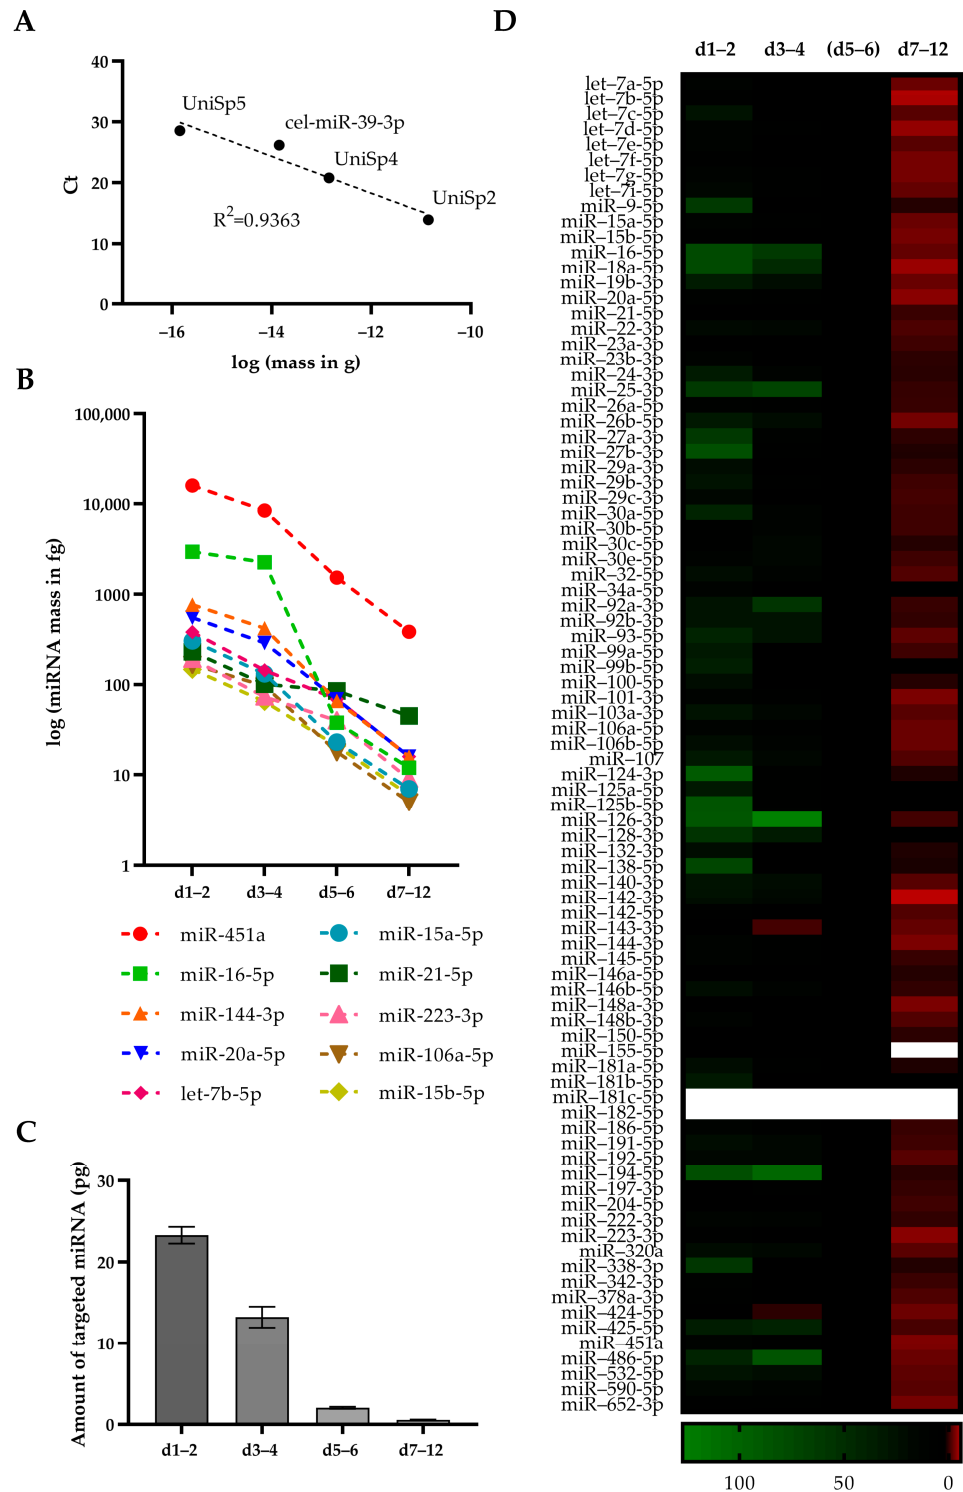 A
40
30
20
10
0
Ct
UniSp5
cel-miR-39-3p
UniSp4
UniSp2
R2=0.9363
−16
−14
−12
−10
log (mass in g)
B
100,000
10,000
1000
100
10
1
log (miRNA mass in fg)
d1–2
d3–4
d5–6
d7–12
miR-451a
miR-16-5p
miR-144-3p
miR-20a-5p
let-7b-5p
miR-15a-5p
miR-21-5p
miR-223-3p
miR-106a-5p
miR-15b-5p
C
30
20
10
0
Amount of targeted miRNA (pg)
d1–2
d3–4
d5–6
d7–12
D
d1–2 d3–4 (d5–6) d7–12
let–7a-5p
let–7b-5p
let–7c-5p
let–7d-5p
let–7e-5p
let–7f-5p
let–7g-5p
let–7i-5p
miR–9-5p
miR–15a-5p
miR–15b-5p
miR–16-5p
miR–18a-5p
miR–19b-3p
miR–20a-5p
miR–21-5p
miR–22-3p
miR–23a-3p
miR–23b-3p
miR–24-3p
miR–25-3p
miR–26a-5p
miR–26b-5p
miR–27a-3p
miR–27b-3p
miR–29a-3p
miR–29b-3p
miR–29c-3p
miR–30a-5p
miR–30b-5p
miR–30c-5p
miR–30e-5p
miR–32-5p
miR–34a-5p
miR–92a-3p
miR–92b-3p
miR–93-5p
miR–99a-5p
miR–99b-5p
miR–100-5p
miR–101-3p
miR–103a-3p
miR–106a-5p
miR–106b-5p
miR–107
miR–124-3p
miR–125a-5p
miR–125b-5p
miR–126-3p
miR–128-3p
miR–132-3p
miR–138-5p
miR–140-3p
miR–142-3p
miR–142-5p
miR–143-3p
miR–144-3p
miR–145-5p
miR–146a-5p
miR–146b-5p
miR–148a-3p
miR–148b-3p
miR–150-5p
miR–155-5p
miR–181a-5p
miR–181b-5p
miR–181c-5p
miR–182-5p
miR–186-5p
miR–191-5p
miR–192-5p
miR–194-5p
miR–197-3p
miR–204-5p
miR–222-3p
miR–223-3p
miR–320a
miR–338-3p
miR–342-3p
miR–378a-3p
miR–424-5p
miR–425-5p
miR–451a
miR–486-5p
miR–532-5p
miR–590-5p
miR–652-3p
100 50 0